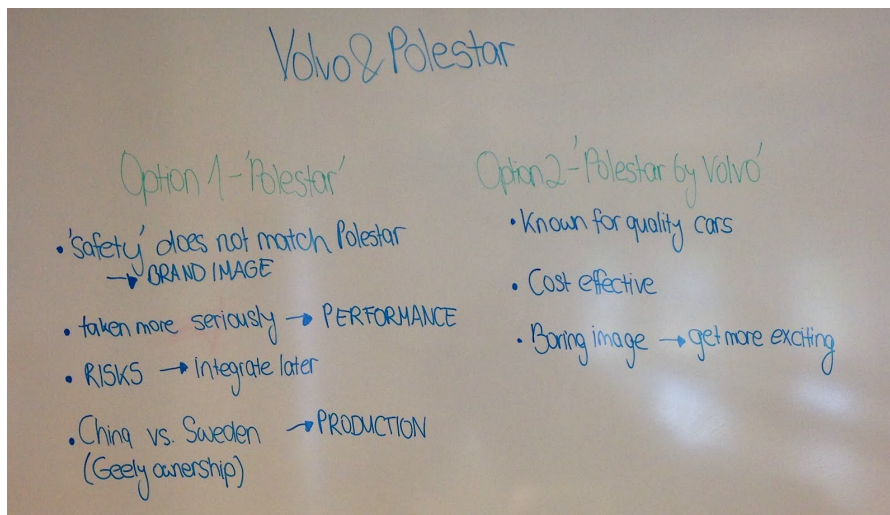 Volvo & Polestar
Option 1 - 'Polestar'
• 'safety' does not match Polestar
→ BRAND IMAGE
• taken more seriously → PERFORMANCE
• RISKS → integrate later
• China vs. Sweden → PRODUCTION
(Geely ownership)
Option 2 - 'Polestar by Volvo'
• Known for quality cars
• Cost effective
• Boring image → get more exciting